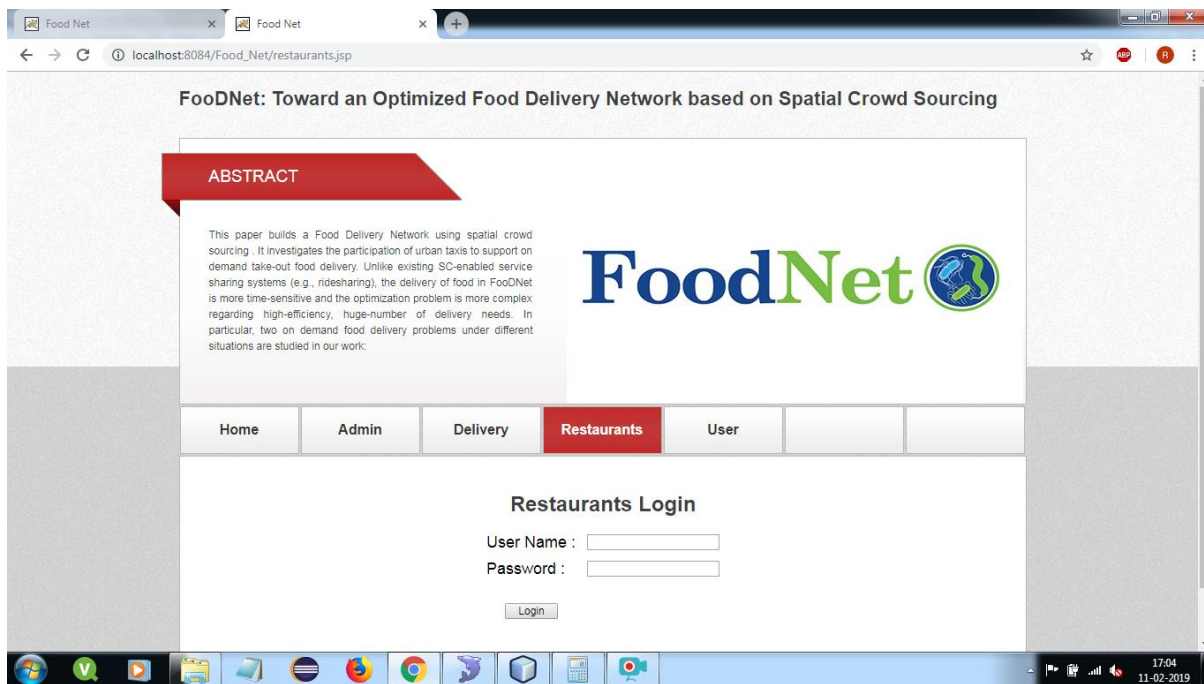 Food Net
Food Net
localhost:8084/Food_Net/restaurants.jsp
ABP
R
FooDNet: Toward an Optimized Food Delivery Network based on Spatial Crowd Sourcing
ABSTRACT
This paper builds a Food Delivery Network using spatial crowd
sourcing . It investigates the participation of urban taxis to support on
demand take-out food delivery. Unlike existing SC-enabled service
sharing systems (e.g., ridesharing), the delivery of food in FooDNet
is more time-sensitive and the optimization problem is more complex
regarding high-efficiency, huge-number of delivery needs. In
particular, two on demand food delivery problems under different
situations are studied in our work:
FoodNet
Home Admin Delivery Restaurants User
Restaurants Login
User Name :
Password :
Login
17:04
11-02-2019